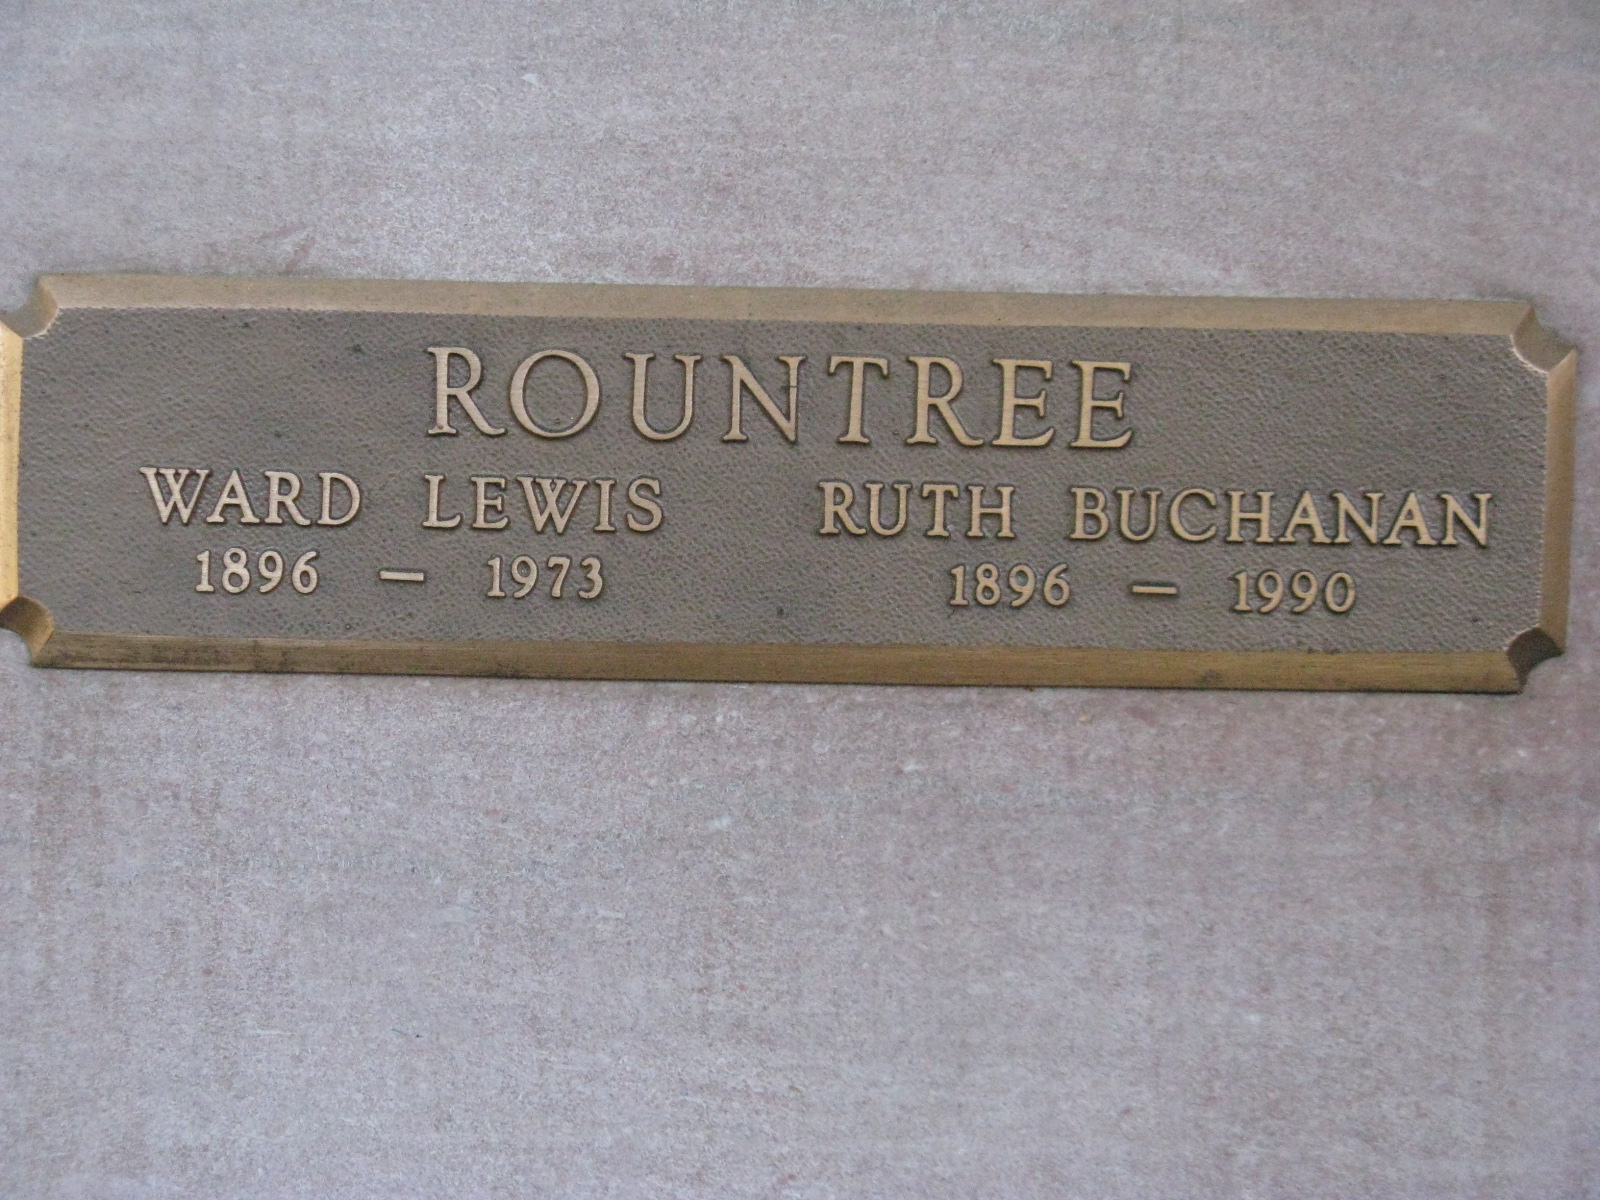 ROUNTREE
WARD LEWIS RUTH BUCHANAN
1896 — 1973 1896 — 1990